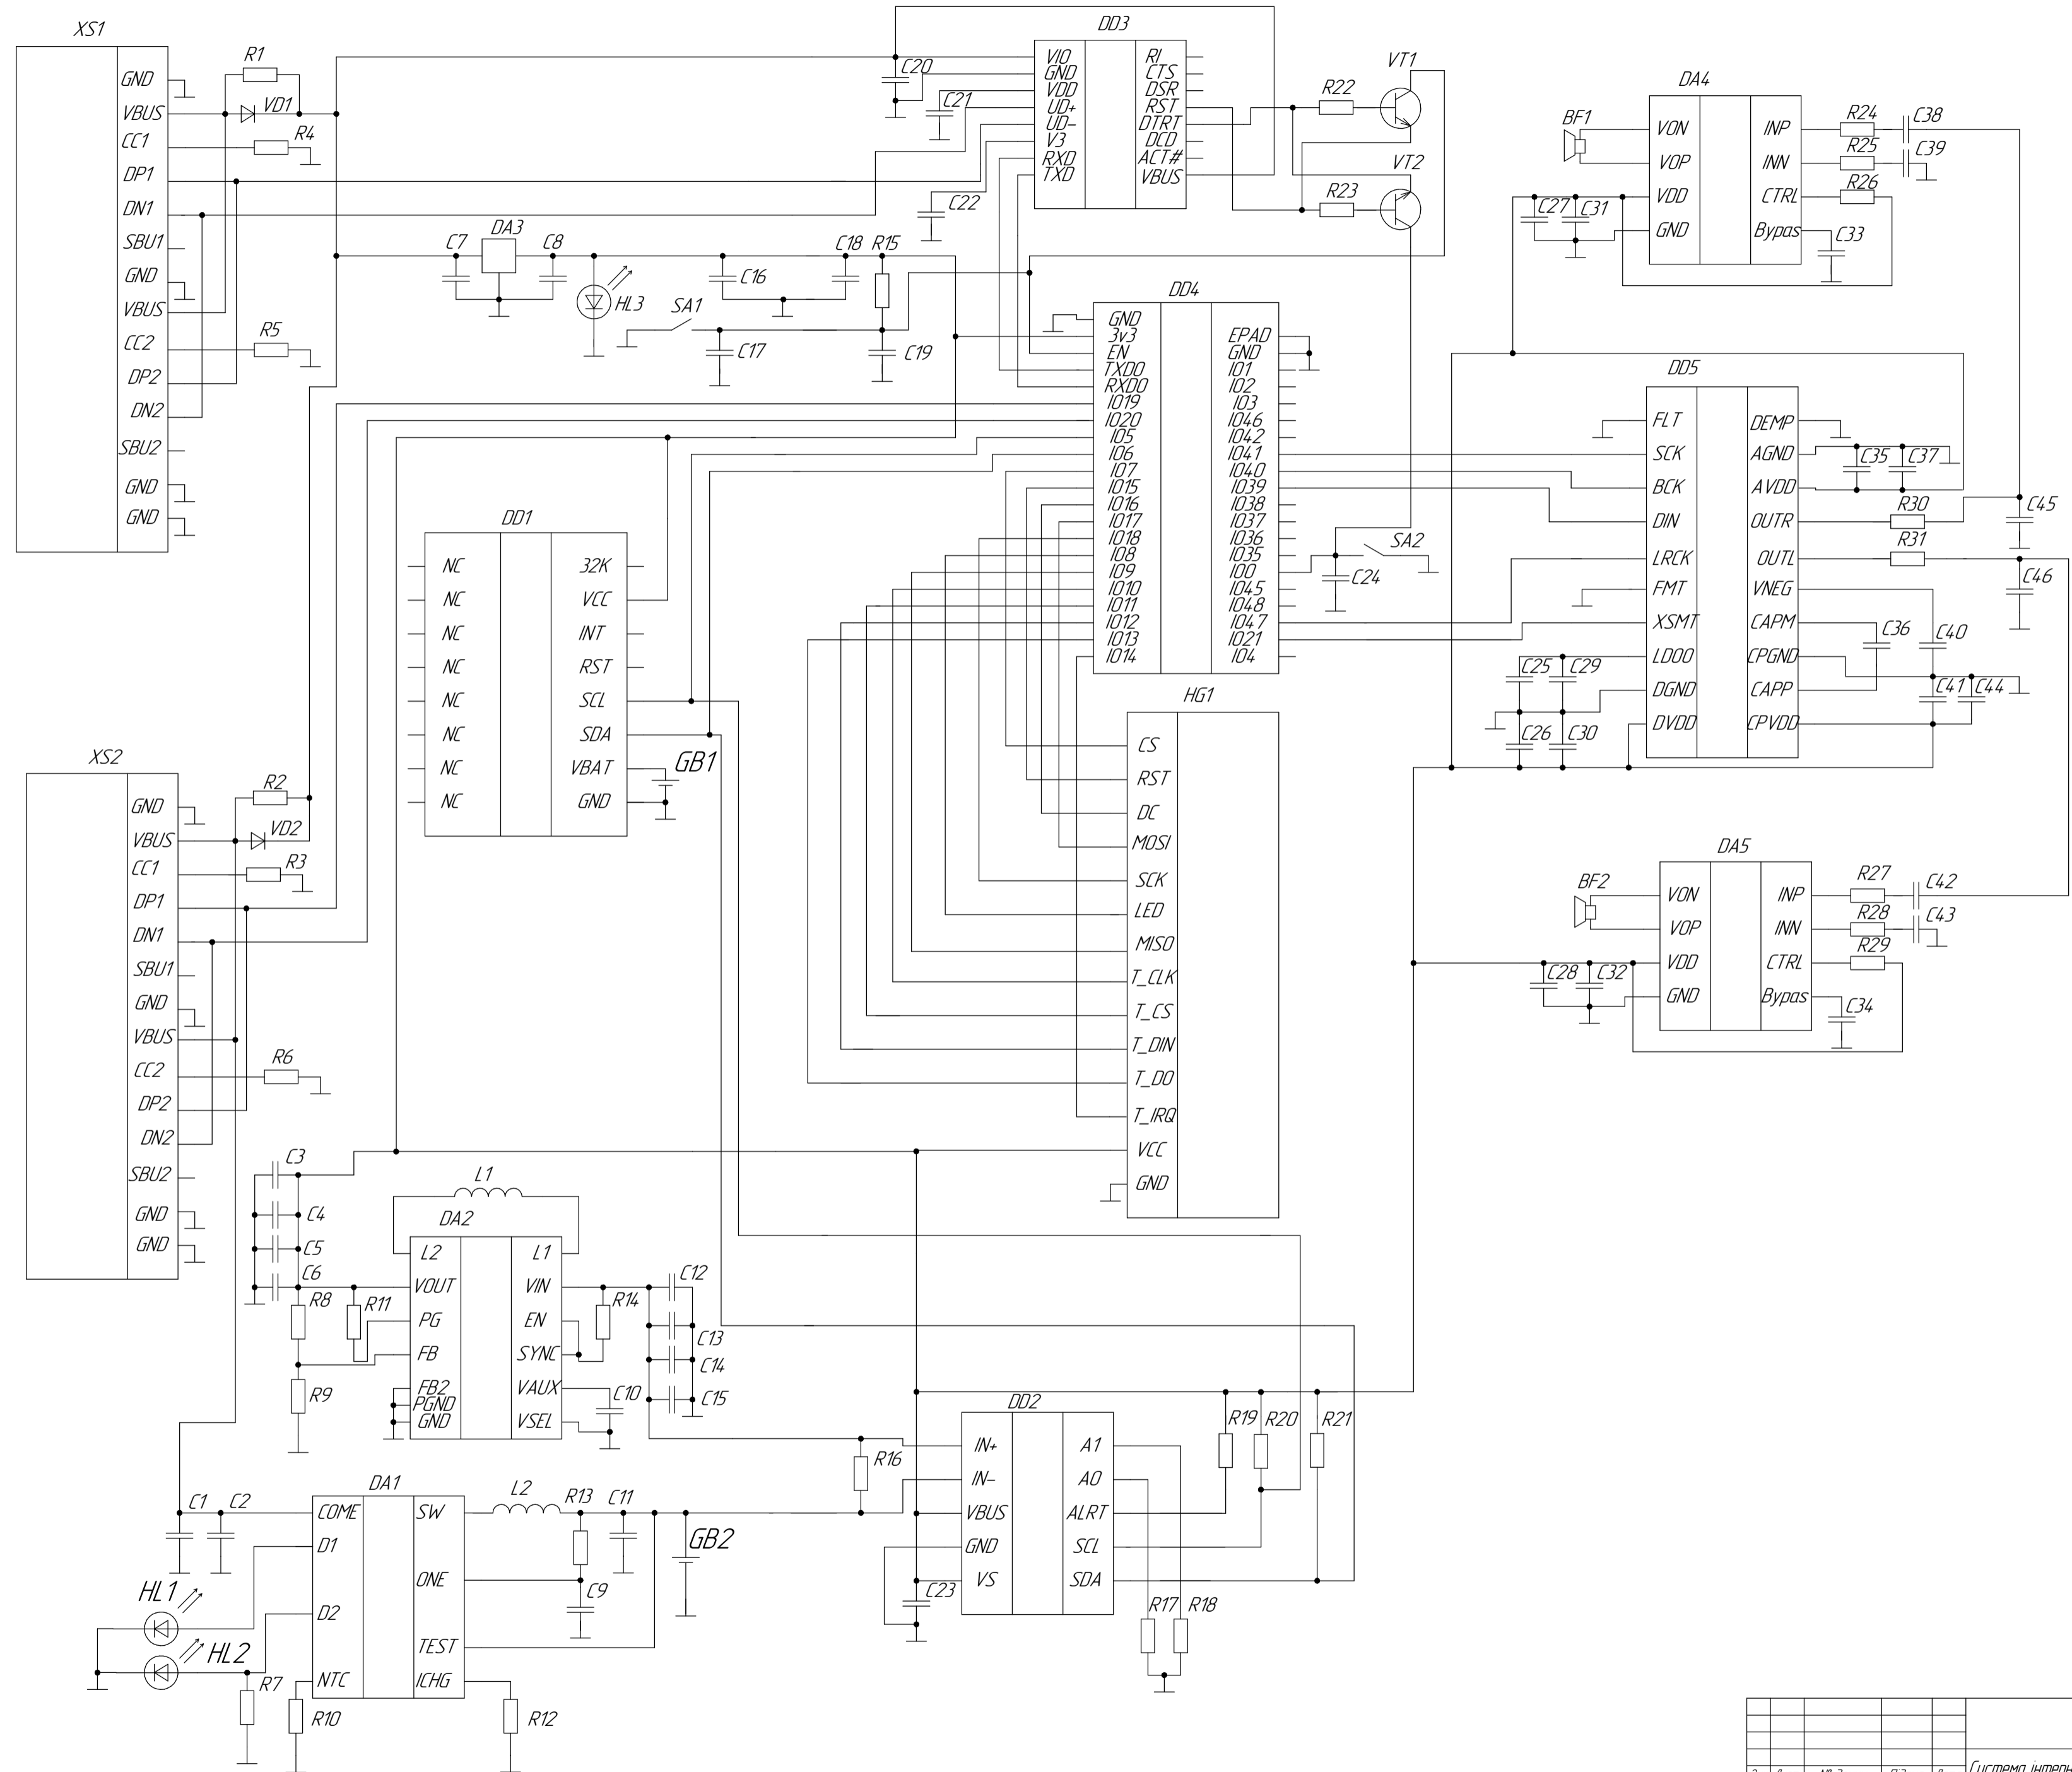 XS1
GND
VBUS
CC1
DP1
DN1
SBU1
GND
VBUS
CC2
DP2
DN2
SBU2
GND
GND
R1
VD1
R4
R5
C7
DA3
C8
HL3
SA1
C16
C17
C18
R15
C19
C20
C21
C22
DD3
VIO
GND
VDD
UD+
UD-
V3
RXD
TXD
RI
CTS
DSR
RST
DTRT
DCD
ACT#
VBUS
R22
VT1
R23
VT2
DA4
BF1
VON
VOP
VDD
GND
INP
INN
CTRL
Bypas
R24
R25
R26
C38
C39
C27
C31
C33
DD4
GND
3v3
EN
TXD0
RXD0
IO19
IO20
IO5
IO6
IO7
IO15
IO16
IO17
IO18
IO8
IO9
IO10
IO11
IO12
IO13
IO14
EPAD
GND
IO1
IO2
IO3
IO46
IO42
IO41
IO40
IO39
IO38
IO37
IO36
IO35
IO0
IO45
IO48
IO47
IO21
IO4
SA2
C24
DD5
FLT
SCK
BCK
DIN
LRCK
FMT
XSMT
LDOO
DGND
DVDD
DEMP
AGND
AVDD
OUTR
OUTL
VNEG
CAPM
CPGND
CAPP
CPVDD
C35
C37
R30
R31
C45
C46
C36
C40
C41
C44
C25
C29
C26
C30
DD1
NC
NC
NC
NC
NC
NC
NC
NC
32K
VCC
INT
RST
SCL
SDA
VBAT
GND
GB1
HG1
CS
RST
DC
MOSI
SCK
LED
MISO
T_CLK
T_CS
T_DIN
T_DO
T_IRQ
VCC
GND
XS2
GND
VBUS
CC1
DP1
DN1
SBU1
GND
VBUS
CC2
DP2
DN2
SBU2
GND
GND
R2
VD2
R3
R6
DA5
BF2
VON
VOP
VDD
GND
INP
INN
CTRL
Bypas
R27
R28
R29
C42
C43
C28
C32
C34
C3
C4
C5
C6
R8
R11
R9
L1
DA2
L2
VOUT
PG
FB
FB2
PGND
GND
L1
VIN
EN
SYNC
VAUX
VSEL
R14
C10
C12
C13
C14
C15
R16
DD2
IN+
IN-
VBUS
GND
VS
A1
A0
ALRT
SCL
SDA
R19
R20
R21
C23
R17
R18
C1
C2
DA1
COME
D1
D2
NTC
SW
ONE
TEST
ICHG
L2
R13
C11
C9
GB2
HL1
HL2
R7
R10
R12